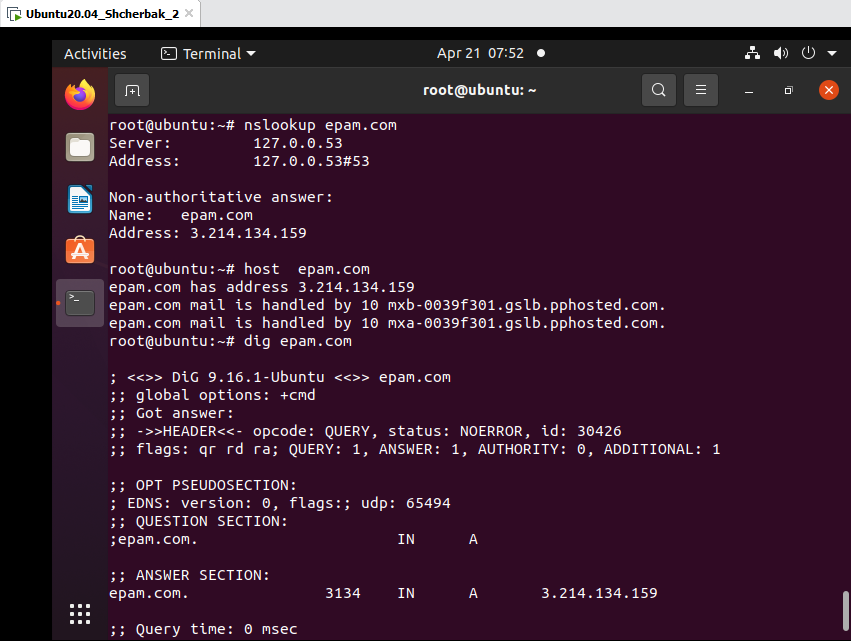 Ubuntu20.04_Shcherbak_2
Activities Terminal Apr 21 07:52
root@ubuntu: ~
root@ubuntu:~# nslookup epam.com
Server:         127.0.0.53
Address:        127.0.0.53#53
Non-authoritative answer:
Name:   epam.com
Address: 3.214.134.159
root@ubuntu:~# host  epam.com
epam.com has address 3.214.134.159
epam.com mail is handled by 10 mxb-0039f301.gslb.pphosted.com.
epam.com mail is handled by 10 mxa-0039f301.gslb.pphosted.com.
root@ubuntu:~# dig epam.com
; <<>> DiG 9.16.1-Ubuntu <<>> epam.com
;; global options: +cmd
;; Got answer:
;; ->>HEADER<<- opcode: QUERY, status: NOERROR, id: 30426
;; flags: qr rd ra; QUERY: 1, ANSWER: 1, AUTHORITY: 0, ADDITIONAL: 1
;; OPT PSEUDOSECTION:
; EDNS: version: 0, flags:; udp: 65494
;; QUESTION SECTION:
;epam.com.                      IN      A
;; ANSWER SECTION:
epam.com.               3134    IN      A       3.214.134.159
;; Query time: 0 msec